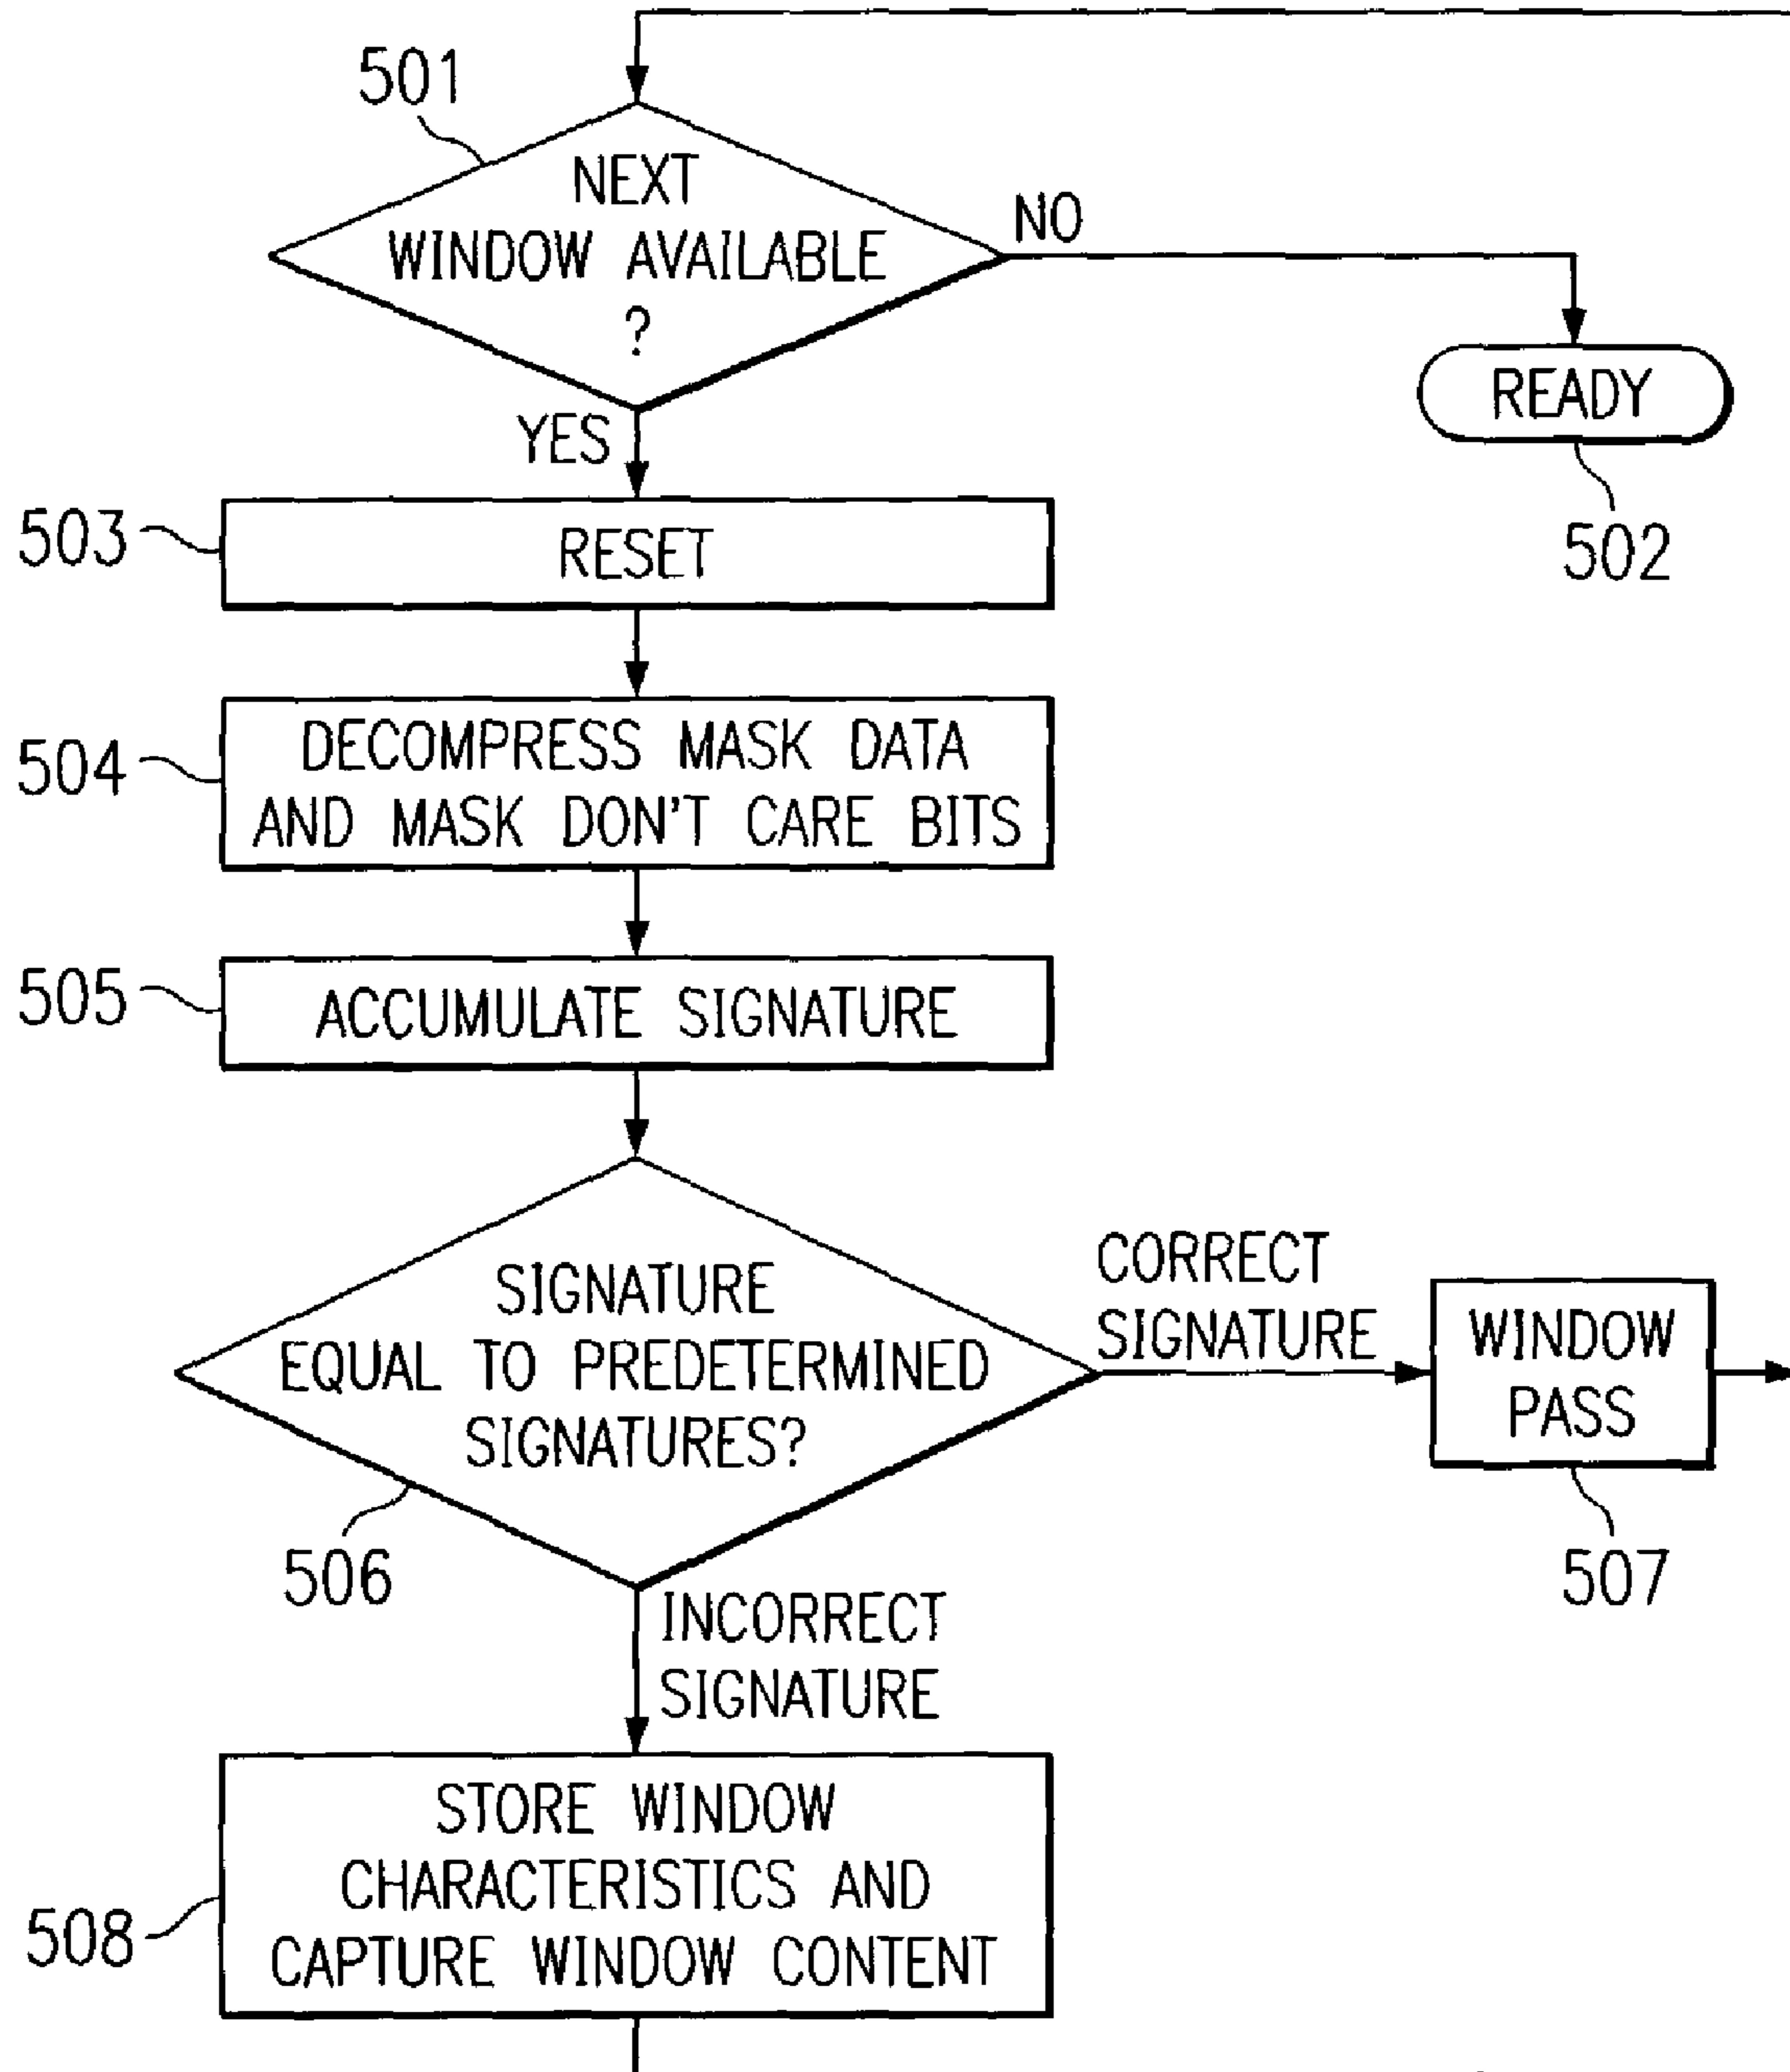 501
NEXT
WINDOW AVAILABLE
?
NO
READY
502
YES
503
RESET
504
DECOMPRESS MASK DATA
AND MASK DON'T CARE BITS
505
ACCUMULATE SIGNATURE
SIGNATURE
EQUAL TO PREDETERMINED
SIGNATURES?
506
CORRECT
SIGNATURE
WINDOW
PASS
507
INCORRECT
SIGNATURE
STORE WINDOW
CHARACTERISTICS AND
CAPTURE WINDOW CONTENT
508